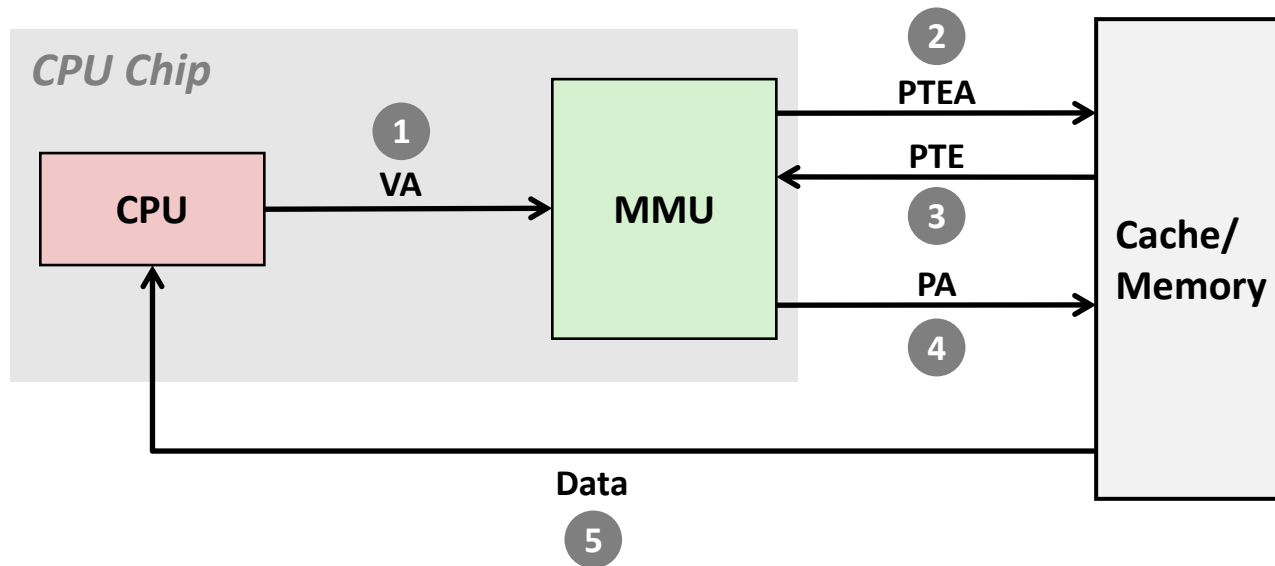 CPU Chip
2
PTEA
1
VA
PTE
CPU
MMU
3
Cache/
Memory
PA
4
Data
5